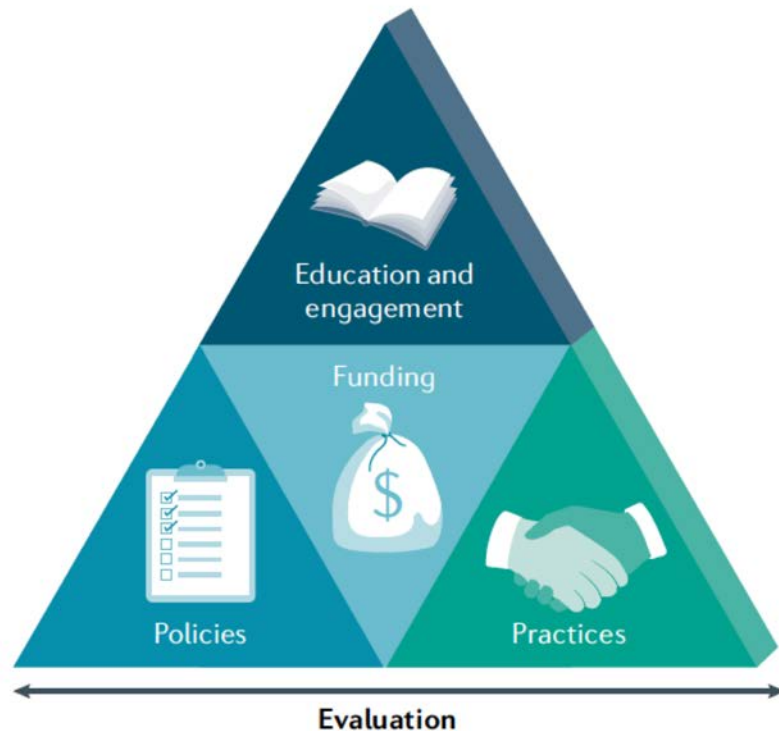 Education and
engagement
Funding
$
Policies
Practices
Evaluation